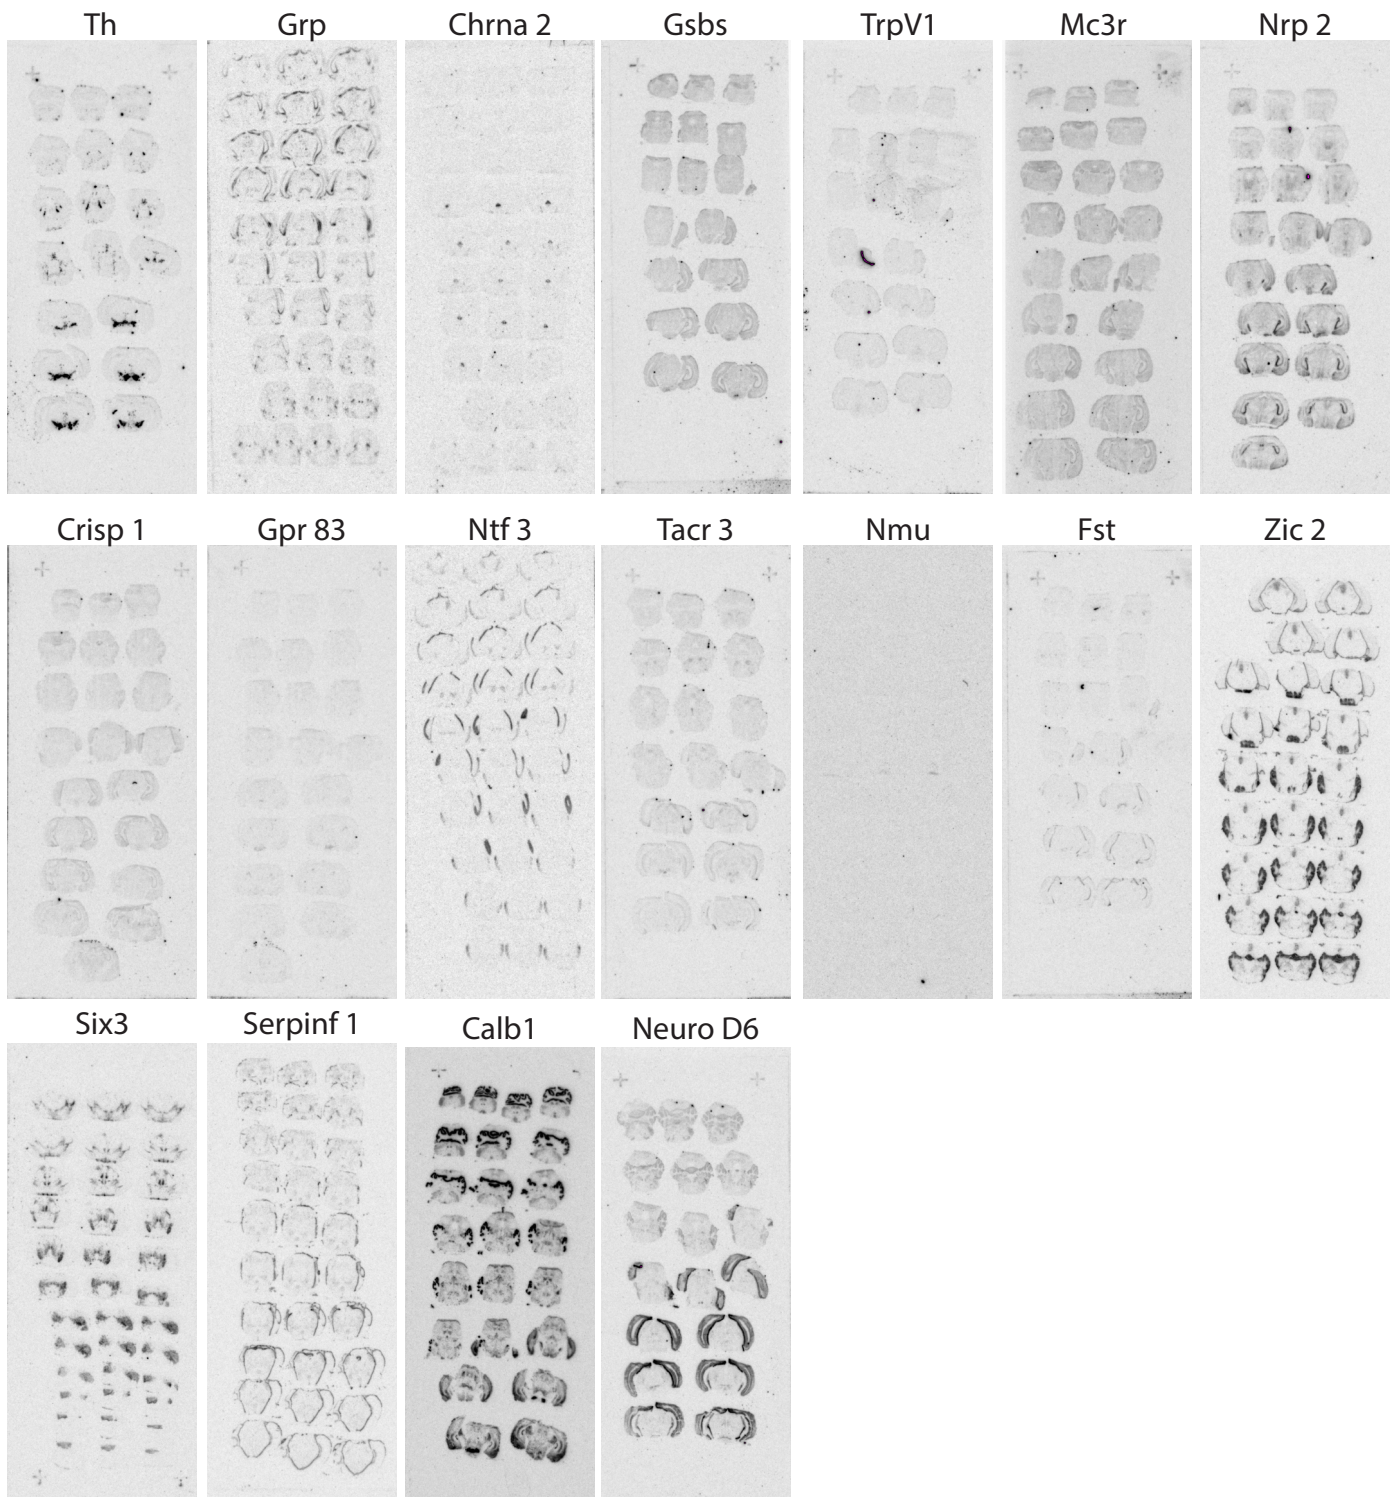 Th Grp Chrna 2 Gsbs TrpV1 Mc3r Nrp 2
Crisp 1 Gpr 83 Ntf 3 Tacr 3 Nmu Fst Zic 2
Six3 Serpinf 1 Calb1 Neuro D6